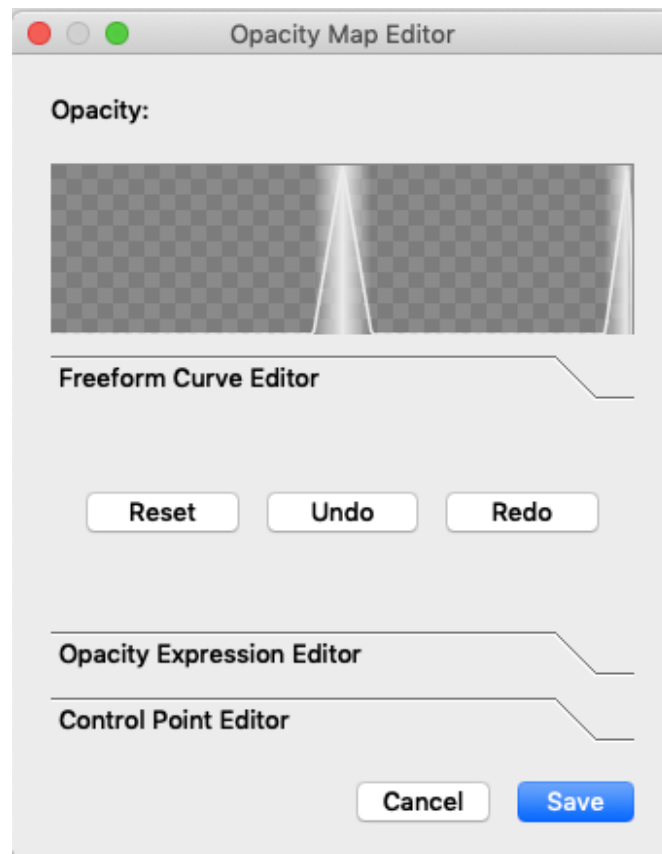 Opacity Map Editor
Opacity:
Freeform Curve Editor
Reset Undo Redo
Opacity Expression Editor
Control Point Editor
Cancel Save